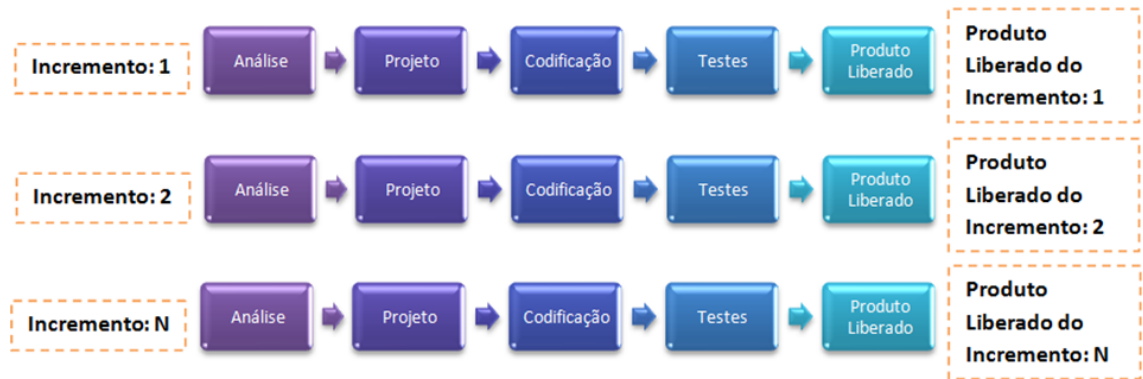 Incremento: 1
Análise
Projeto
Codificação
Testes
Produto
Liberado
Produto
Liberado do
Incremento: 1
Incremento: 2
Análise
Projeto
Codificação
Testes
Produto
Liberado
Produto
Liberado do
Incremento: 2
Incremento: N
Análise
Projeto
Codificação
Testes
Produto
Liberado
Produto
Liberado do
Incremento: N